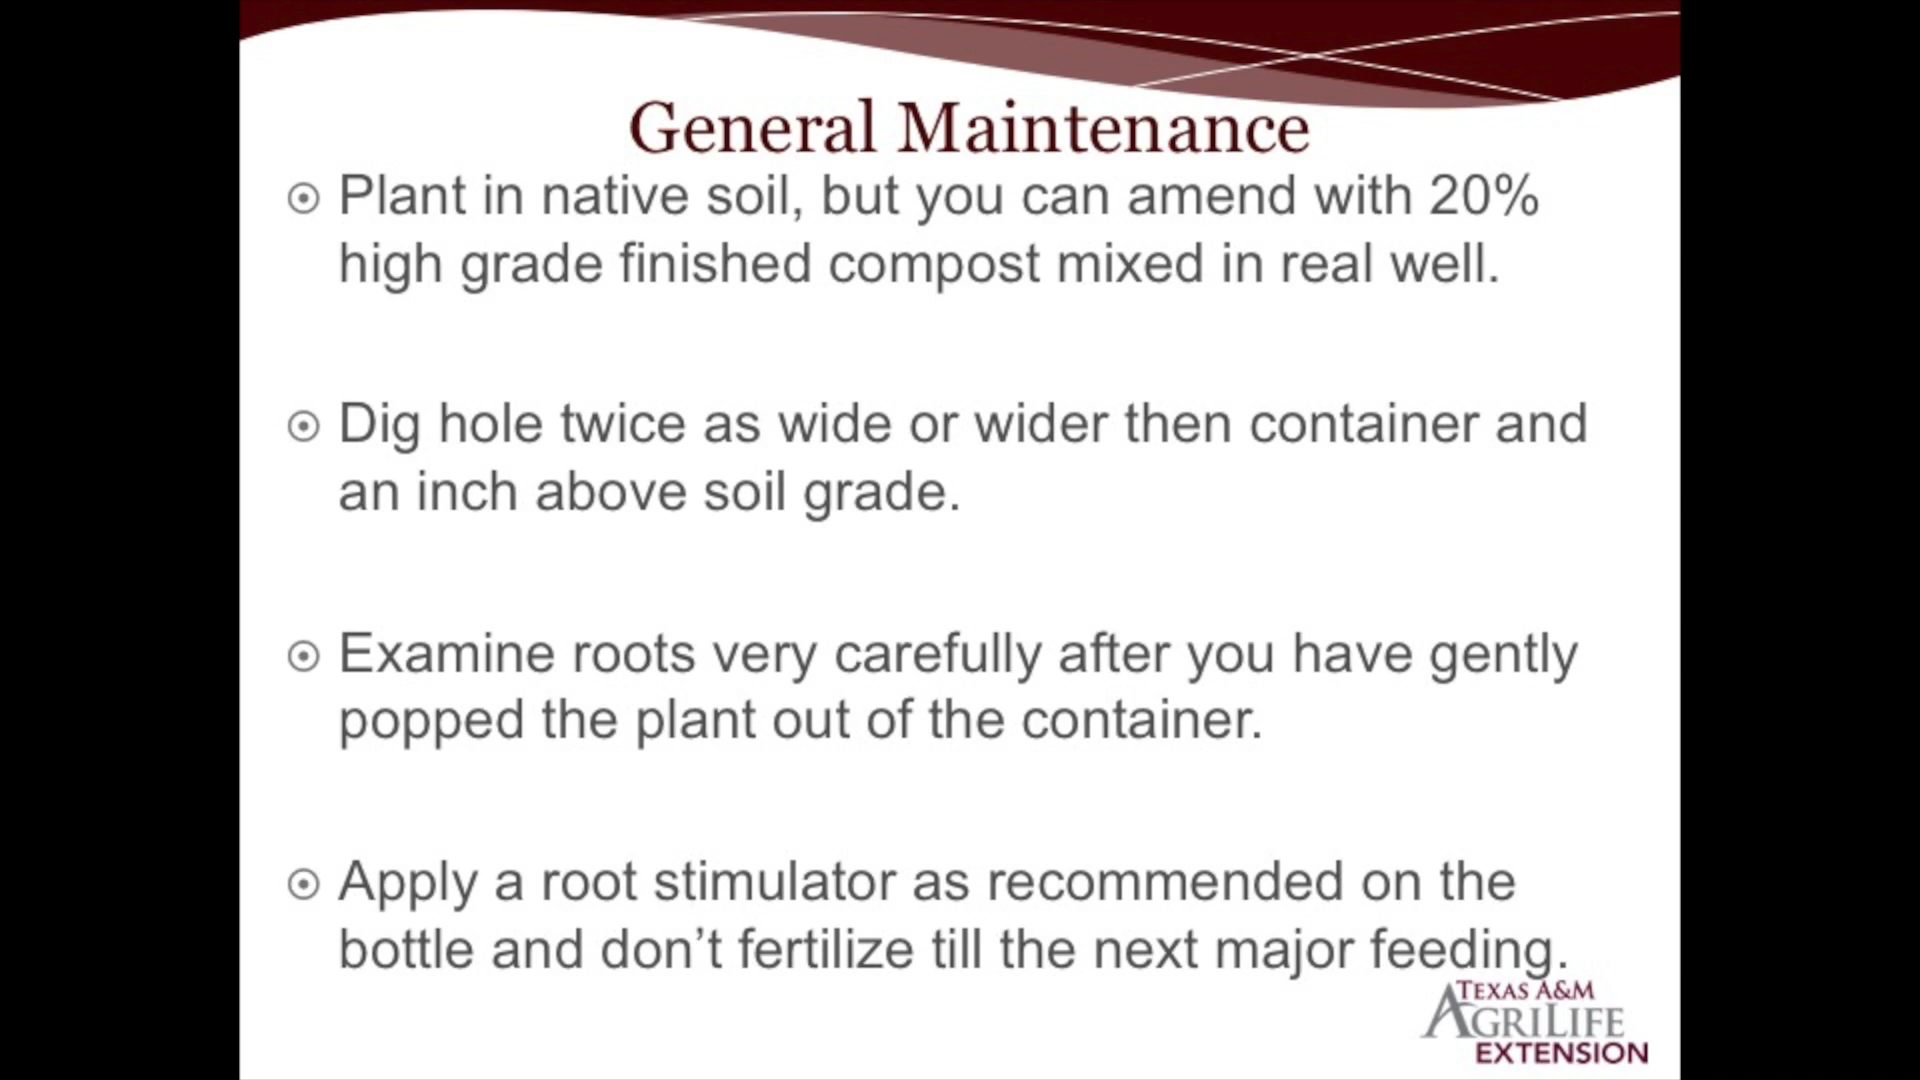 General Maintenance
Plant in native soil, but you can amend with 20%
high grade finished compost mixed in real well.
Dig hole twice as wide or wider then container and
an inch above soil grade.
Examine roots very carefully after you have gently
popped the plant out of the container.
Apply a root stimulator as recommended on the
bottle and don’t fertilize till the next major feeding.
TEXAS A&M
AGRILIFE
EXTENSION